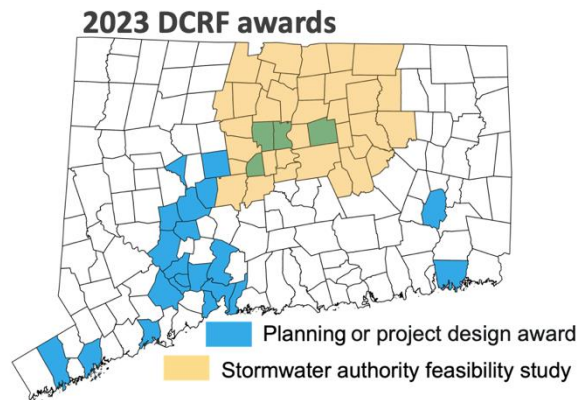 2023 DCRF awards
Planning or project design award
Stormwater authority feasibility study